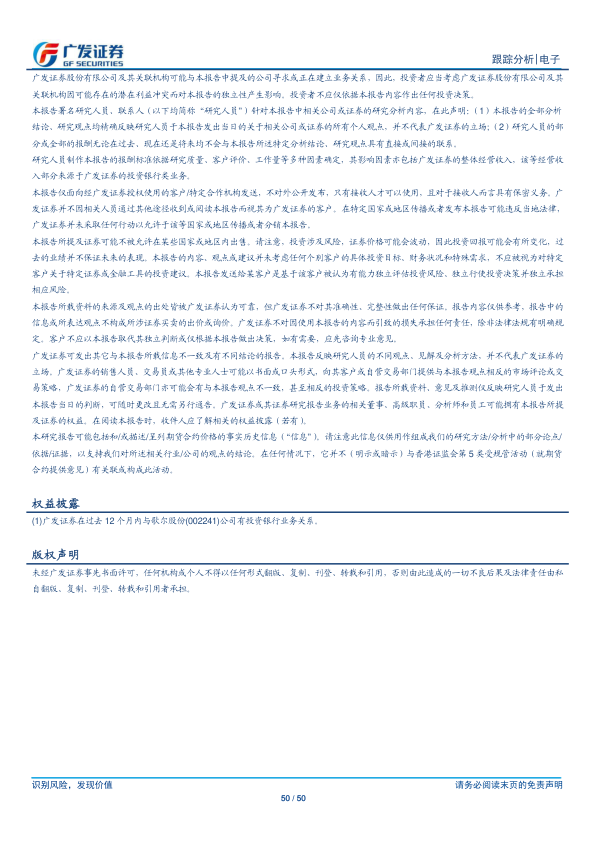 广发证券
GF SECURITIES
跟踪分析|电子
广发证券股份有限公司及其关联机构可能与本报告中提及的公司寻求或正在建立业务关系，因此，投资者应当考虑广发证券股份有限公司及其
关联机构因可能存在的潜在利益冲突而对本报告的独立性产生影响。投资者不应仅依据本报告内容作出任何投资决策。
本报告署名研究人员、联系人（以下均简称“研究人员”）针对本报告中相关公司或证券的研究分析内容，在此声明：（1）本报告的全部分析
结论、研究观点均精确反映研究人员于本报告发出当日的关于相关公司或证券的所有个人观点，并不代表广发证券的立场；（2）研究人员的部
分或全部的报酬无论在过去、现在还是将来均不会与本报告所述特定分析结论、研究观点具有直接或间接的联系。
研究人员制作本报告的报酬标准依据研究质量、客户评价、工作量等多种因素确定，其影响因素亦包括广发证券的整体经营收入，该等经营收
入部分来源于广发证券的投资银行类业务。
本报告仅面向经广发证券授权使用的客户/特定合作机构发送，不对外公开发布，只有接收人才可以使用，且对于接收人而言具有保密义务。广
发证券并不因相关人员通过其他途径收到或阅读本报告而视其为广发证券的客户。在特定国家或地区传播或者发布本报告可能违反当地法律，
广发证券并未采取任何行动以允许于该等国家或地区传播或者分销本报告。
本报告所提及证券可能不被允许在某些国家或地区内出售。请注意，投资涉及风险，证券价格可能会波动，因此投资回报可能会有所变化，过
去的业绩并不保证未来的表现。本报告的内容、观点或建议并未考虑任何个别客户的具体投资目标、财务状况和特殊需求，不应被视为对特定
客户关于特定证券或金融工具的投资建议。本报告发送给某客户是基于该客户被认为有能力独立评估投资风险、独立行使投资决策并独立承担
相应风险。
本报告所载资料的来源及观点的出处皆被广发证券认为可靠，但广发证券不对其准确性、完整性做出任何保证。报告内容仅供参考，报告中的
信息或所表达观点不构成所涉证券买卖的出价或询价。广发证券不对因使用本报告的内容而引致的损失承担任何责任，除非法律法规有明确规
定。客户不应以本报告取代其独立判断或仅根据本报告做出决策，如有需要，应先咨询专业意见。
广发证券可发出其它与本报告所载信息不一致及有不同结论的报告。本报告反映研究人员的不同观点、见解及分析方法，并不代表广发证券的
立场。广发证券的销售人员、交易员或其他专业人士可能以书面或口头形式，向其客户或自营交易部门提供与本报告观点相反的市场评论或交
易策略，广发证券的自营交易部门亦可能会有与本报告观点不一致，甚至相反的投资策略。报告所载资料、意见及推测仅反映研究人员于发出
本报告当日的判断，可随时更改且无需另行通告。广发证券或其证券研究报告业务的相关董事、高级职员、分析师和员工可能拥有本报告所提
及证券的权益。在阅读本报告时，收件人应了解相关的权益披露（若有）。
本研究报告可能包括和/或描述/呈列期货合约价格的事实历史信息（“信息”）。请注意此信息仅供用作组成我们的研究方法/分析中的部分论点/
依据/证据，以支持我们对所述相关行业/公司的观点的结论。在任何情况下，它并不（明示或暗示）与香港证监会第 5 类受规管活动（就期货
合约提供意见）有关联或构成此活动。
权益披露
(1)广发证券在过去 12 个月内与歌尔股份(002241)公司有投资银行业务关系。
版权声明
未经广发证券事先书面许可，任何机构或个人不得以任何形式翻版、复制、刊登、转载和引用，否则由此造成的一切不良后果及法律责任由私
自翻版、复制、刊登、转载和引用者承担。
识别风险，发现价值
请务必阅读末页的免责声明
50 / 50